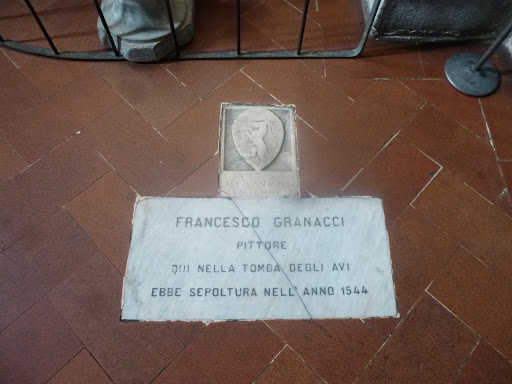 FRANCESCO GRANACCI
PITTORE
QUI NELLA TOMBA DEGLI AVI
EBBE SEPOLTURA NELL'ANNO 1544